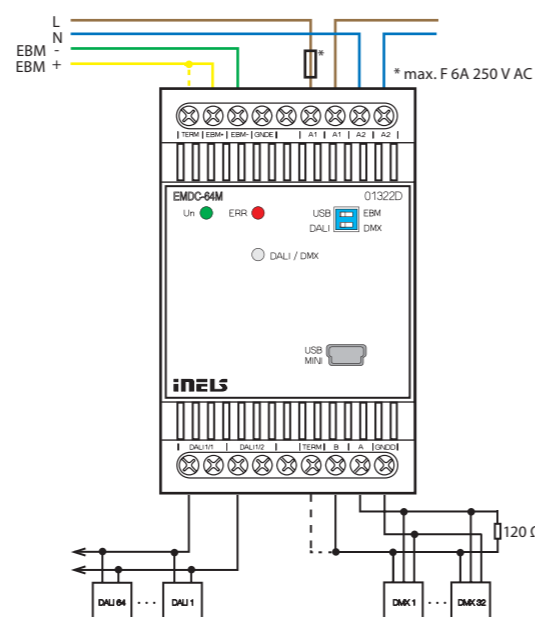 L
N
EBM -
EBM +
*
* max. F 6A 250 V AC
TERM EBM+ EBM- GNDE A1 A1 A2 A2
EMDC-64M 01322D
Un ERR USB EBM
DALI DMX
DALI / DMX
USB
MINI
iNELS
DALI1/1 DALI1/2 TERM B A GNDD
120 Ω
DALI 64 · · · DALI 1 DMX 1 · · · DMX 32